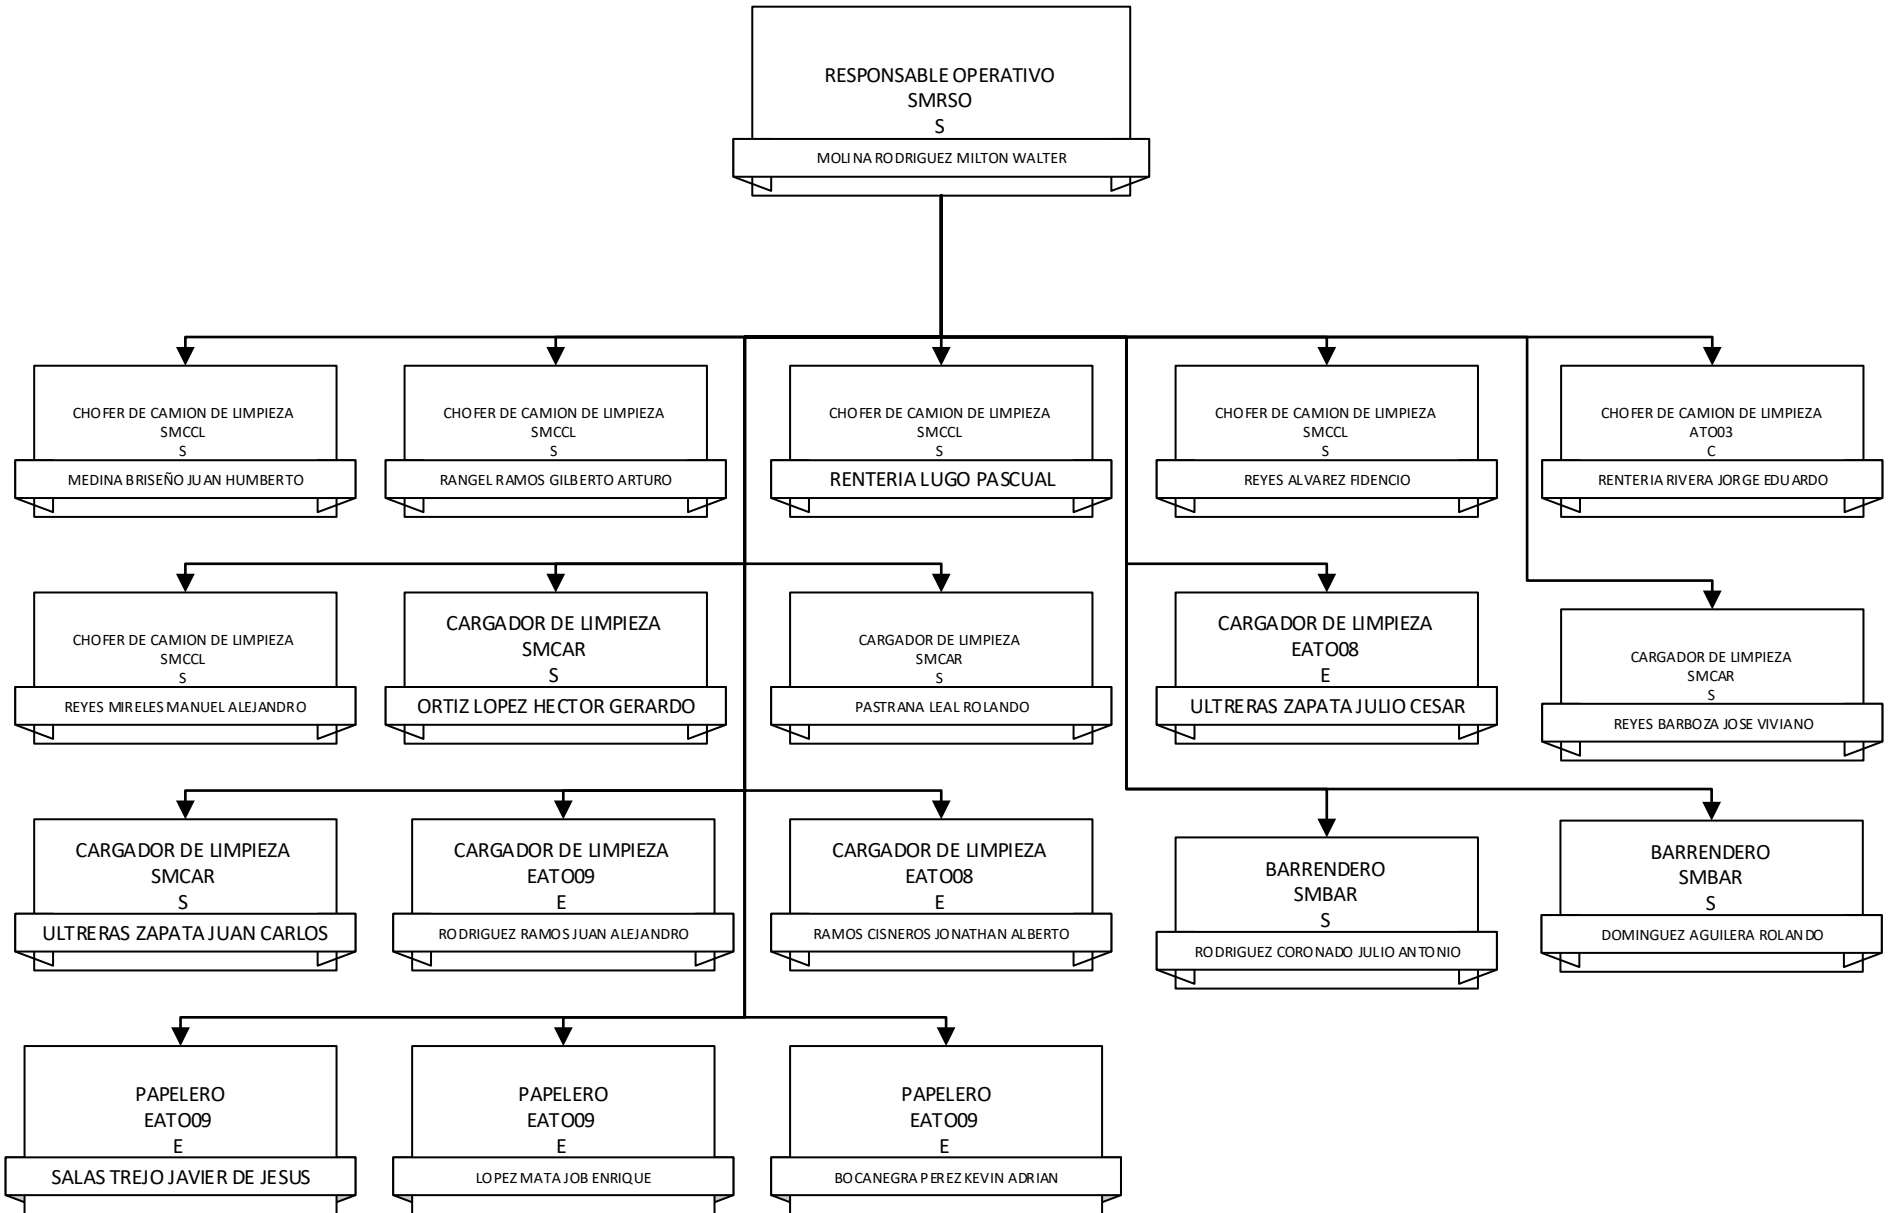 RESPONSABLE OPERATIVO
SMRSO
S
MOLINA RODRIGUEZ MILTON WALTER
CHOFER DE CAMION DE LIMPIEZA
SMCCL
S
MEDINA BRISEÑO JUAN HUMBERTO
CHOFER DE CAMION DE LIMPIEZA
SMCCL
S
RANGEL RAMOS GILBERTO ARTURO
CHOFER DE CAMION DE LIMPIEZA
SMCCL
S
RENTERIA LUGO PASCUAL
CHOFER DE CAMION DE LIMPIEZA
SMCCL
S
REYES ALVAREZ FIDENCIO
CHOFER DE CAMION DE LIMPIEZA
ATO03
C
RENTERIA RIVERA JORGE EDUARDO
CHOFER DE CAMION DE LIMPIEZA
SMCCL
S
REYES MIRELES MANUEL ALEJANDRO
CARGADOR DE LIMPIEZA
SMCAR
S
ORTIZ LOPEZ HECTOR GERARDO
CARGADOR DE LIMPIEZA
SMCAR
S
PASTRANA LEAL ROLANDO
CARGADOR DE LIMPIEZA
EATO08
E
ULTRERAS ZAPATA JULIO CESAR
CARGADOR DE LIMPIEZA
SMCAR
S
REYES BARBOZA JOSE VIVIANO
CARGADOR DE LIMPIEZA
SMCAR
S
ULTRERAS ZAPATA JUAN CARLOS
CARGADOR DE LIMPIEZA
EATO09
E
RODRIGUEZ RAMOS JUAN ALEJANDRO
CARGADOR DE LIMPIEZA
EATO08
E
RAMOS CISNEROS JONATHAN ALBERTO
BARRENDERO
SMBAR
S
RODRIGUEZ CORONADO JULIO ANTONIO
BARRENDERO
SMBAR
S
DOMINGUEZ AGUILERA ROLANDO
PAPELERO
EATO09
E
SALAS TREJO JAVIER DE JESUS
PAPELERO
EATO09
E
LOPEZ MATA JOB ENRIQUE
PAPELERO
EATO09
E
BOCANEGRA PEREZ KEVIN ADRIAN